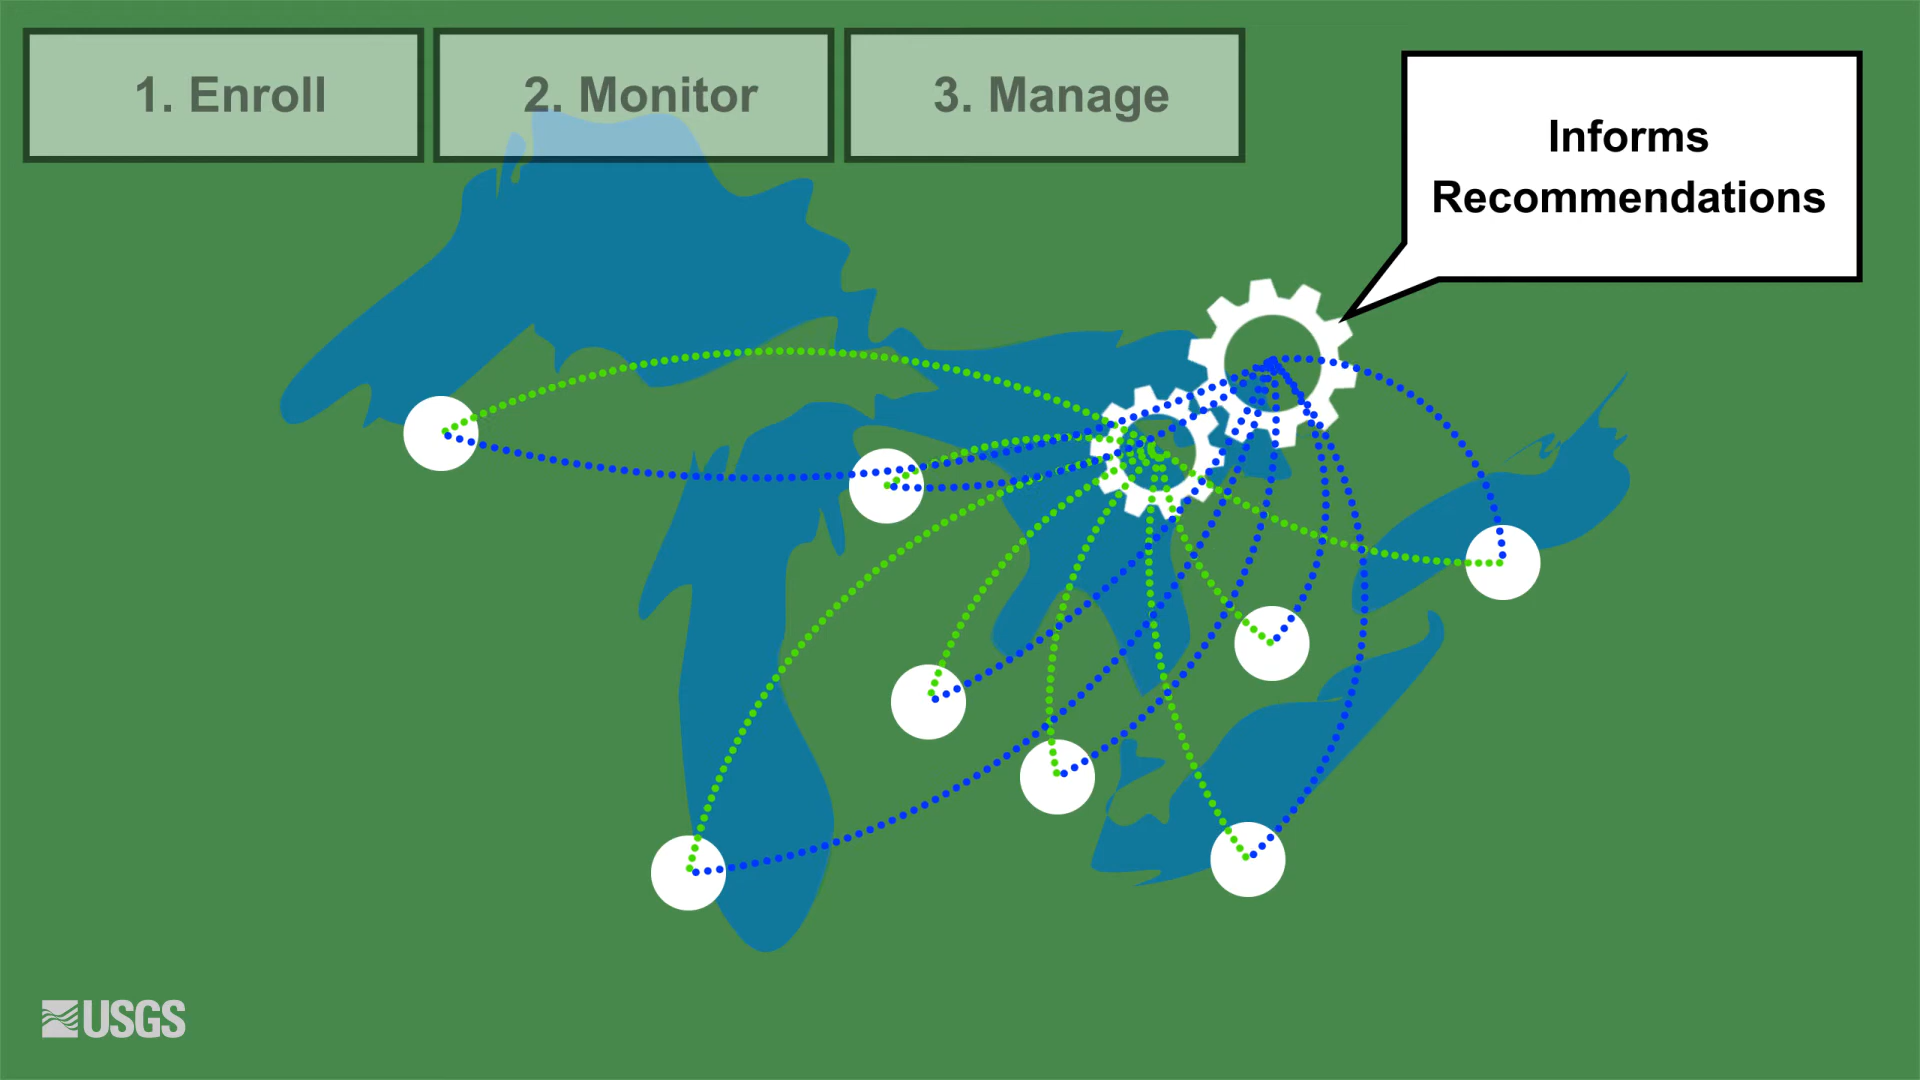 1. Enroll
2. Monitor
3. Manage
Informs
Recommendations
USGS